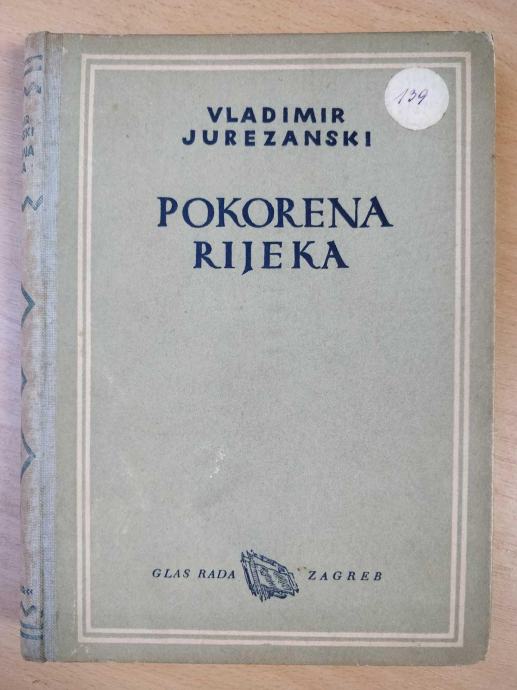 139
VLADIMIR
JUREZANSKI
POKORENA
RIJEKA
GLAS RADA ZAGREB